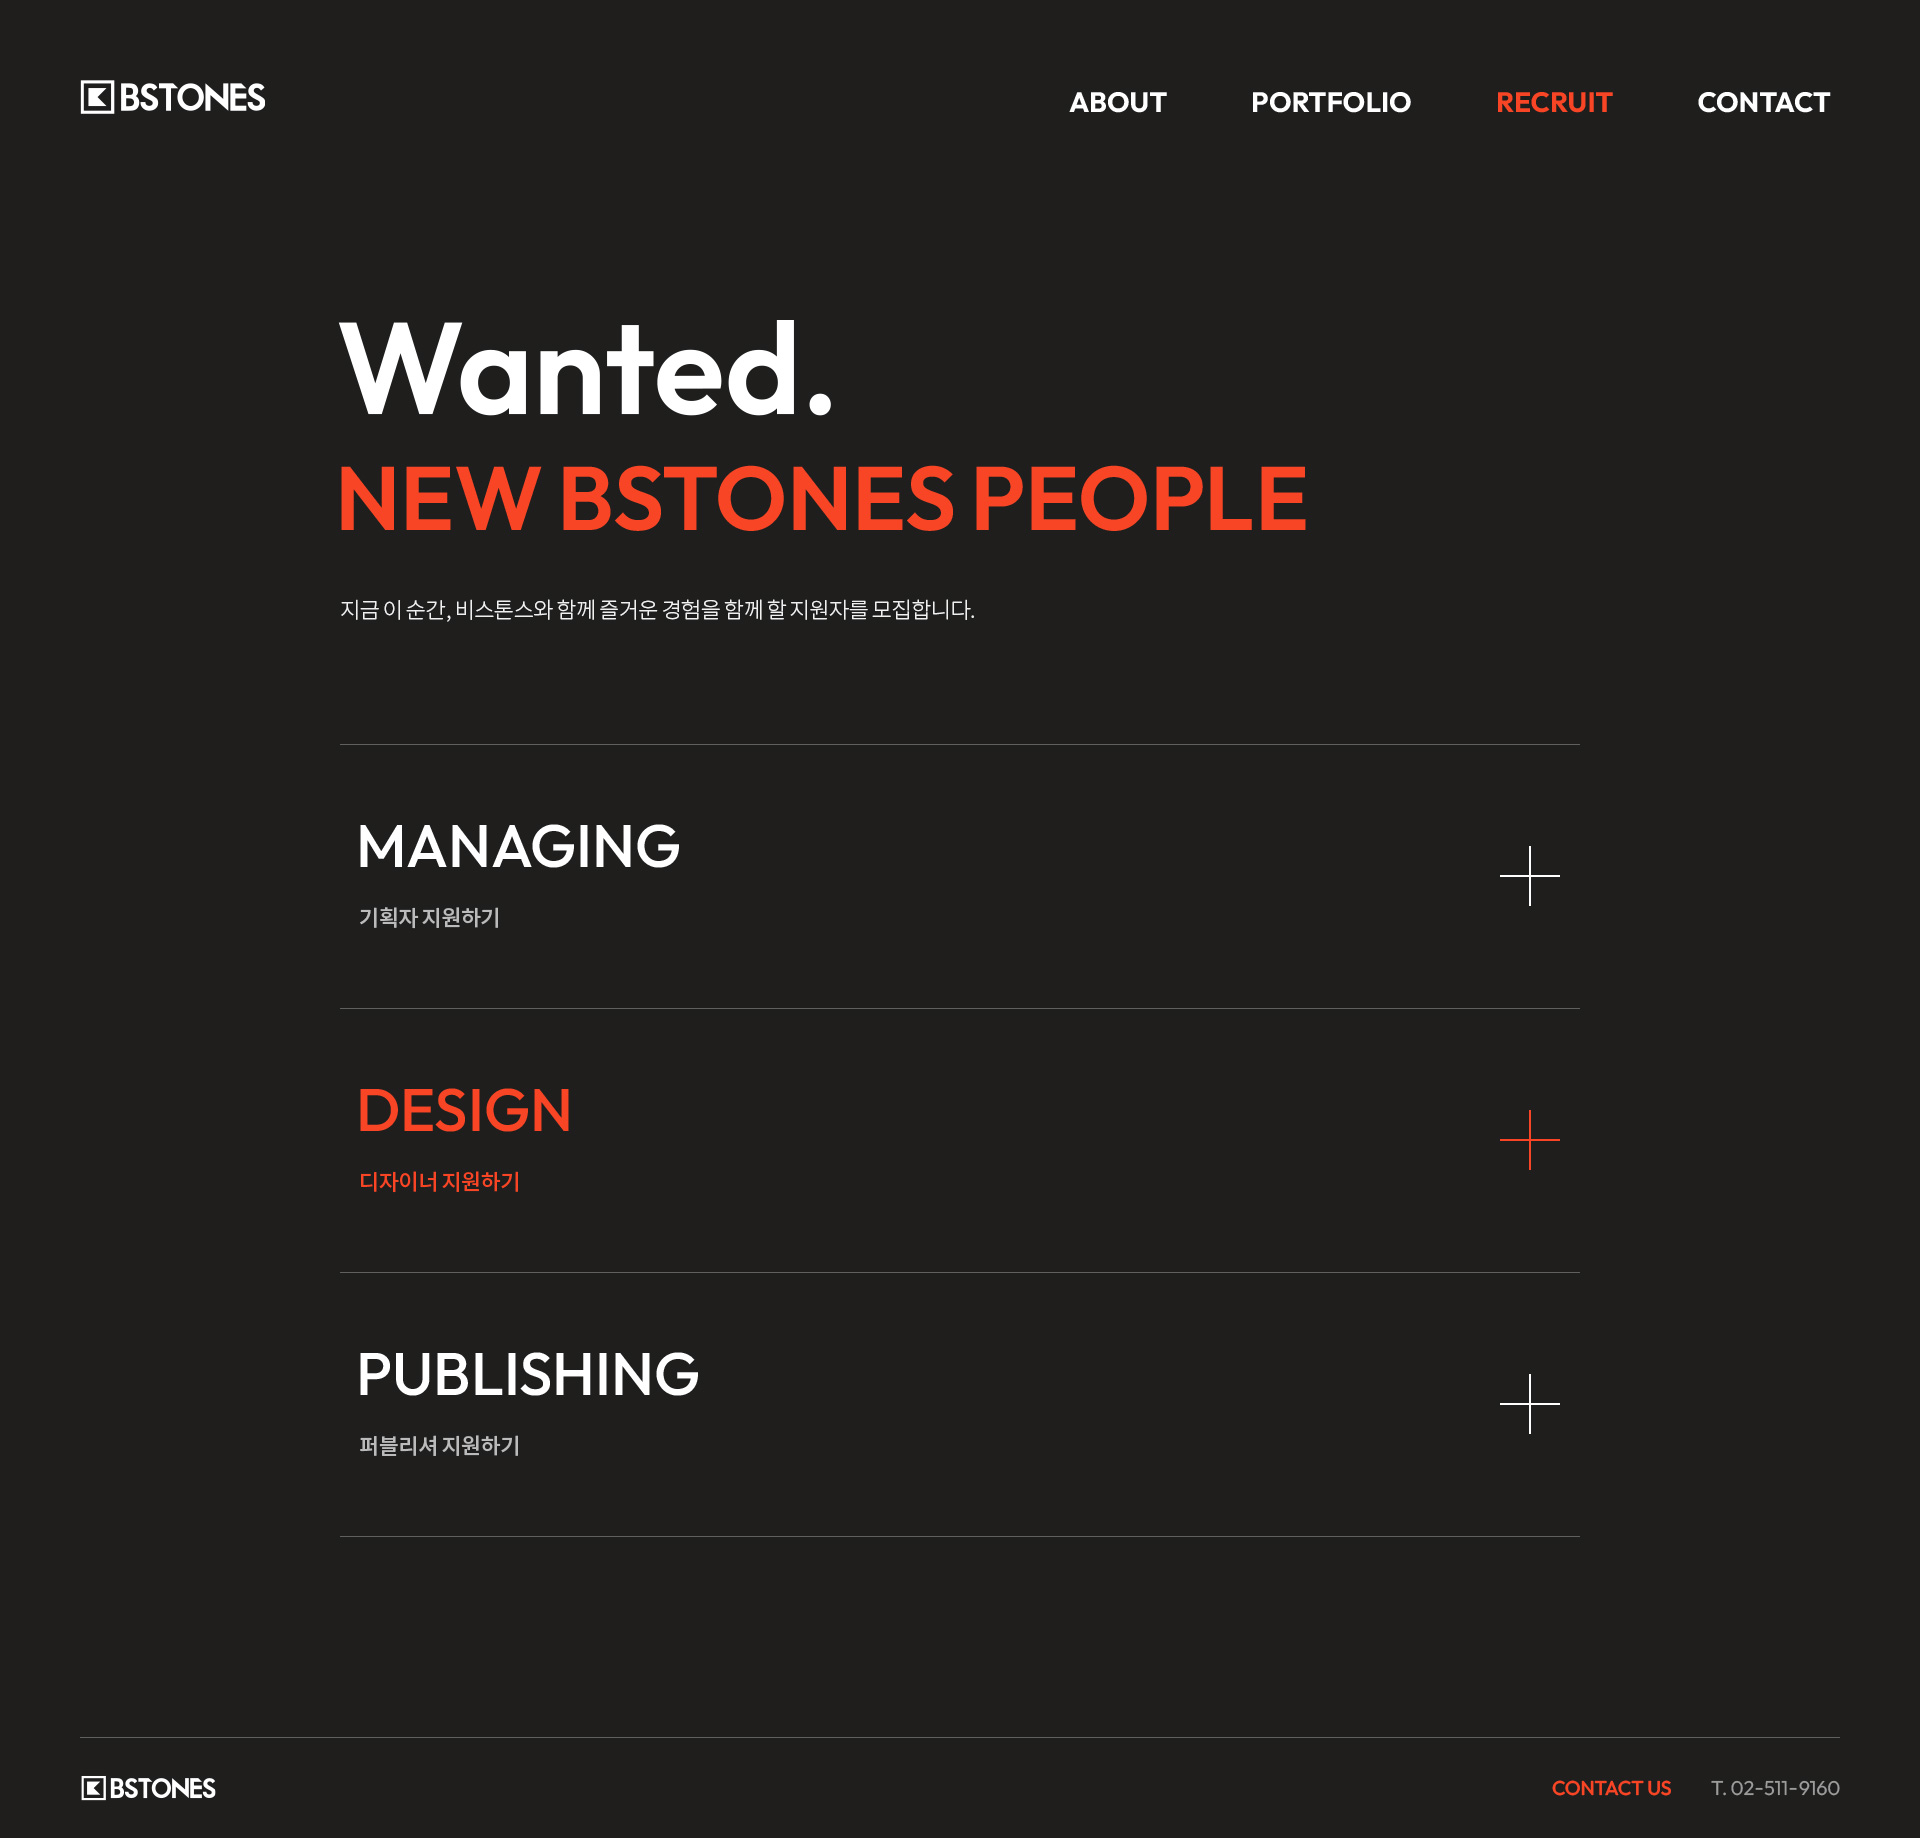 BSTONES
ABOUT PORTFOLIO RECRUIT CONTACT
Wanted.
NEW BSTONES PEOPLE
지금 이 순간, 비스톤스와 함께 즐거운 경험을 함께 할 지원자를 모집합니다.
MANAGING
기획자 지원하기
DESIGN
디자이너 지원하기
PUBLISHING
퍼블리셔 지원하기
BSTONES
CONTACT US T. 02-511-9160